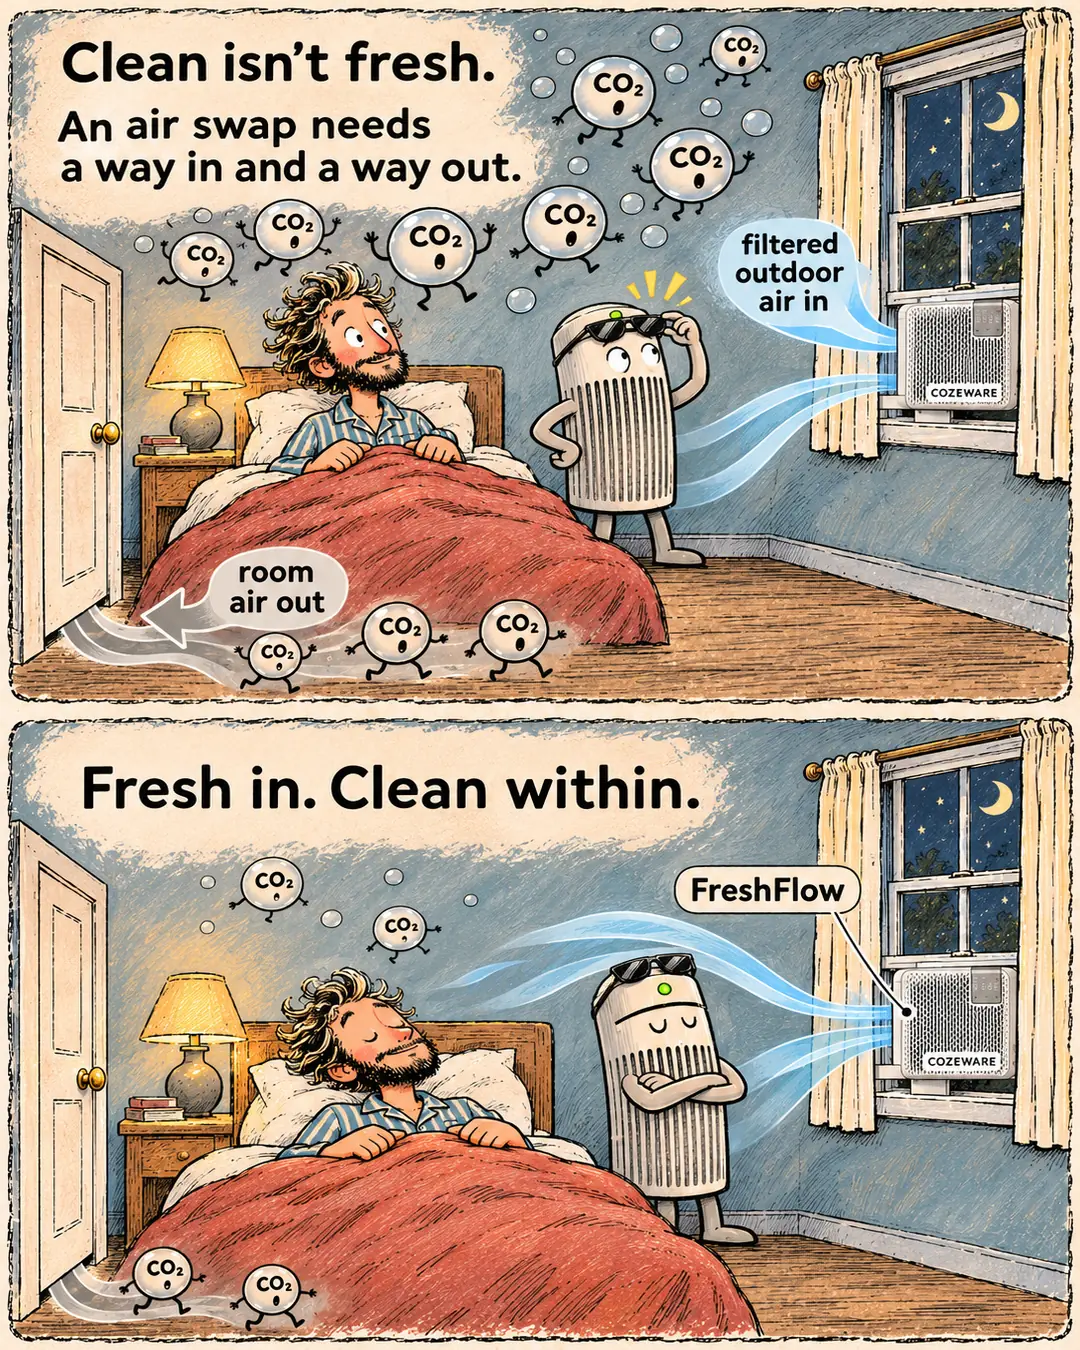 Clean isn't fresh.
An air swap needs
a way in and a way out.
CO₂
CO₂
CO₂
CO₂
CO₂
CO₂
CO₂
filtered
outdoor
air in
COZEWARE
room
air out
CO₂
CO₂
CO₂
Fresh in. Clean within.
CO₂
CO₂
FreshFlow
COZEWARE
CO₂
CO₂